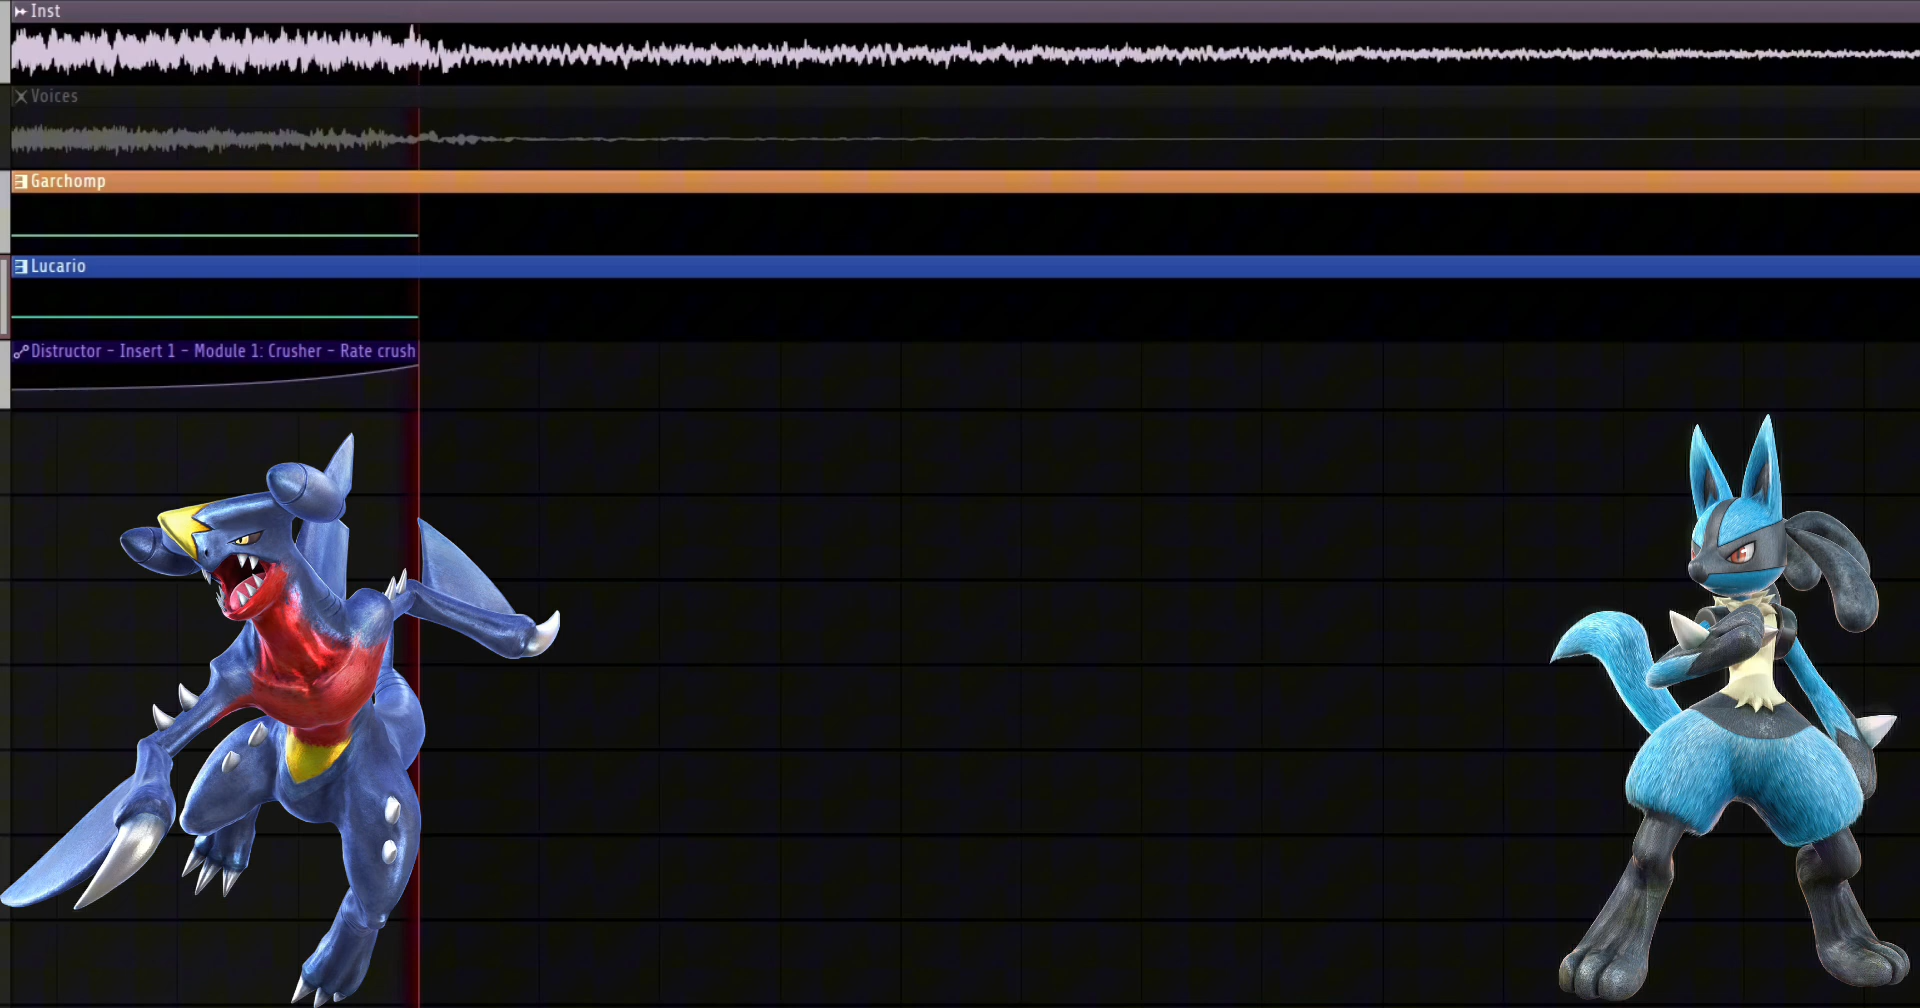 Inst
Voices
Garchomp
Lucario
Distructor - Insert 1 - Module 1: Crusher - Rate crush